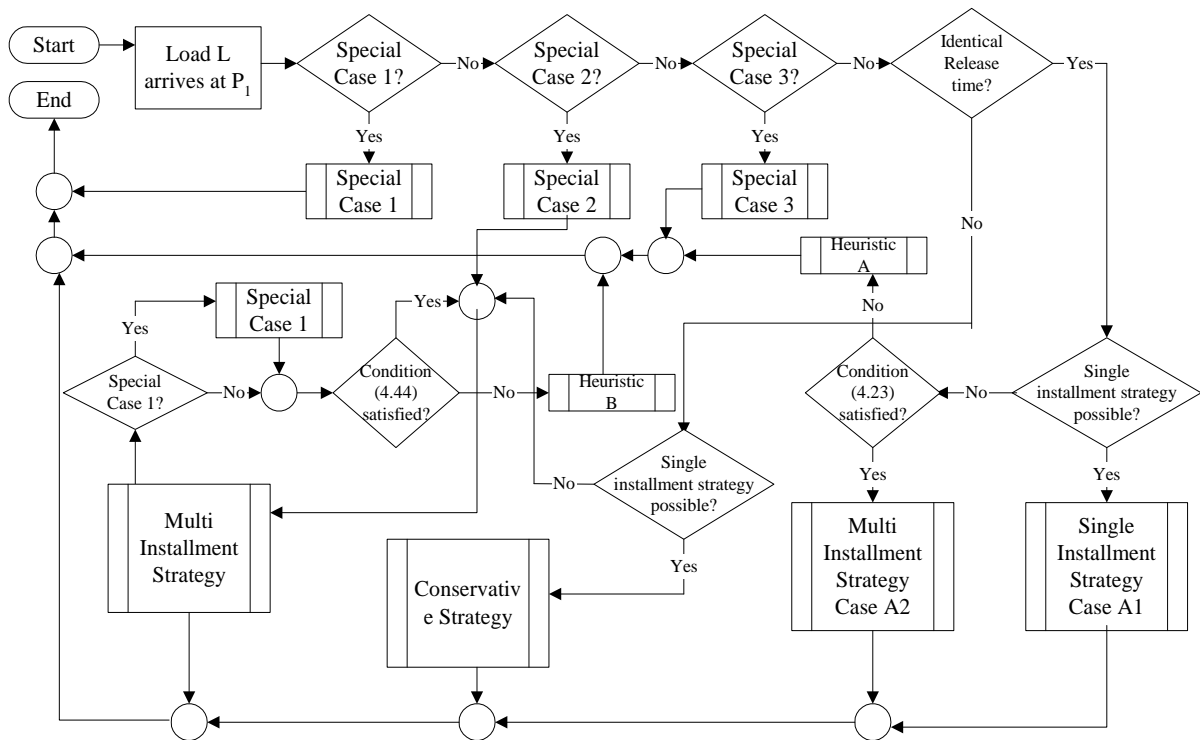 Start
Load L
arrives at P1
Special
Case 1?
No
Special
Case 2?
No
Special
Case 3?
No
Identical
Release
time?
Yes
End
Yes
Yes
Yes
Special
Case 1
Special
Case 2
Special
Case 3
No
Heuristic
A
Special
Case 1
Yes
Yes
No
Special
Case 1?
No
Condition
(4.44)
satisfied?
No
Heuristic
B
Condition
(4.23)
satisfied?
No
Single
installment strategy
possible?
Single
installment strategy
possible?
No
Yes
Yes
Multi
Installment
Strategy
Yes
Conservativ
e Strategy
Multi
Installment
Strategy
Case A2
Single
Installment
Strategy
Case A1